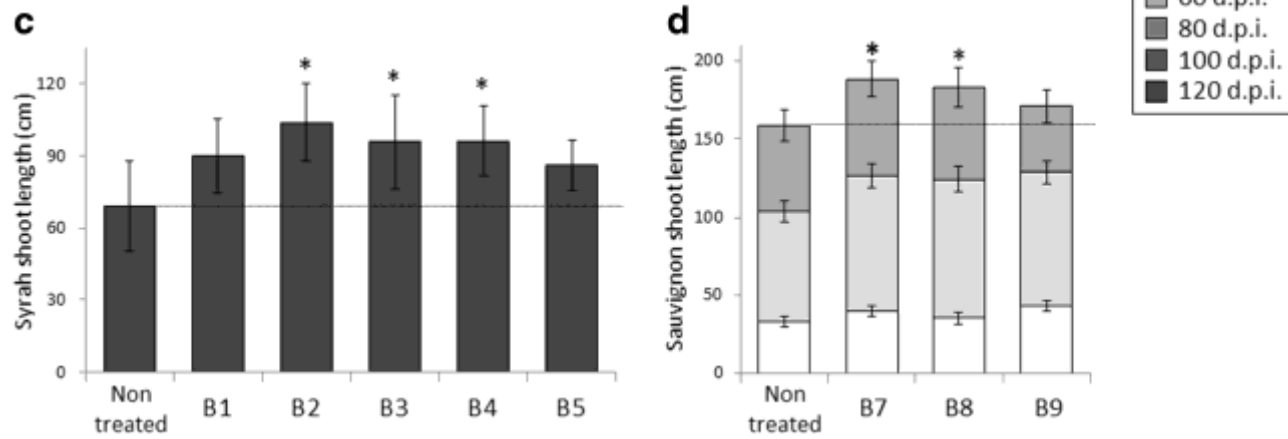 c
Syrah shoot length (cm)
120
90
60
30
0
*
*
*
Non
treated
B1
B2
B3
B4
B5
d
Sauvignon shoot length (cm)
200
150
100
50
0
*
*
Non
treated
B7
B8
B9
d.p.i.
80 d.p.i.
100 d.p.i.
120 d.p.i.